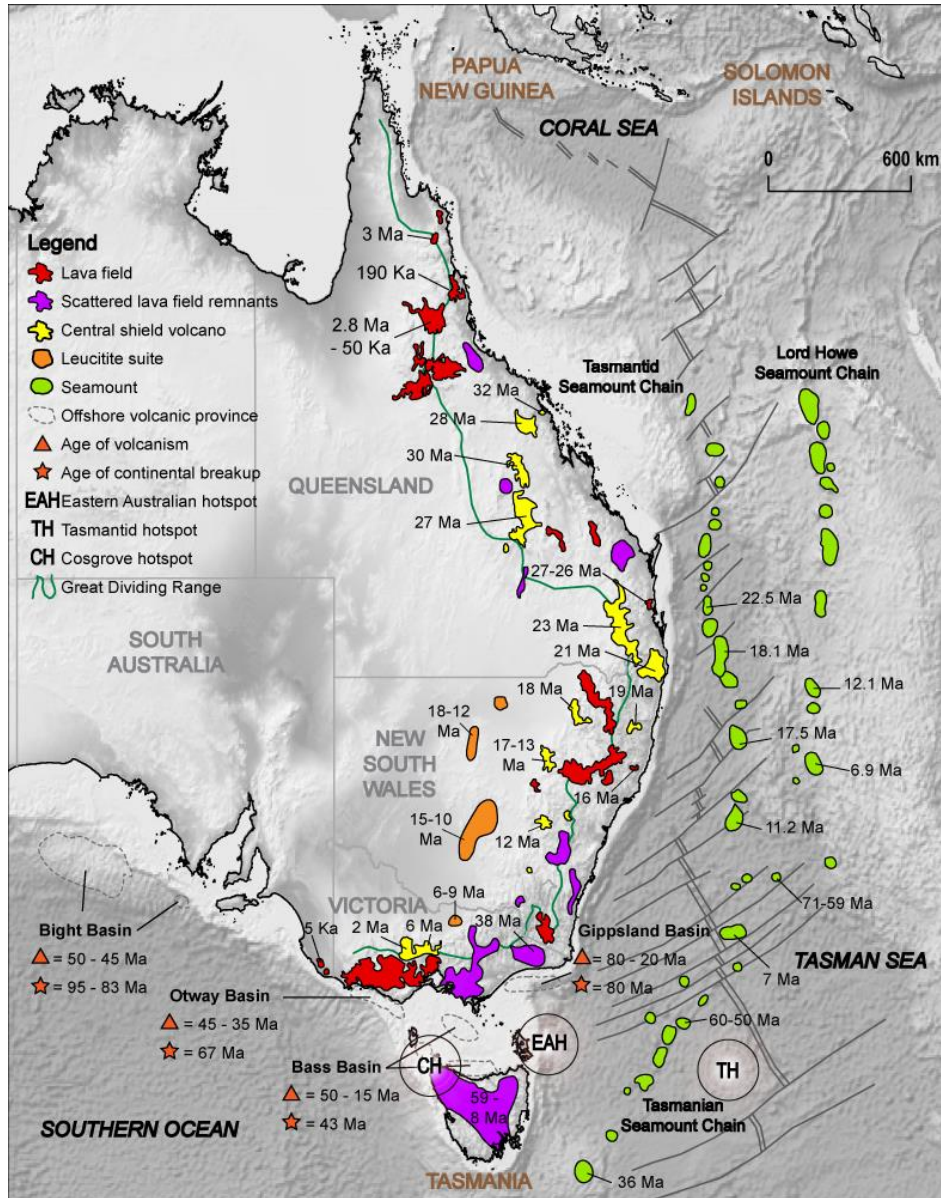 PAPUA
NEW GUINEA
SOLOMON
ISLANDS
CORAL SEA
0 600 km
Legend
Lava field
Scattered lava field remnants
Central shield volcano
Leucitite suite
Seamount
Offshore volcanic province
Age of volcanism
Age of continental breakup
EAH Eastern Australian hotspot
TH Tasmantid hotspot
CH Cosgrove hotspot
Great Dividing Range
3 Ma
190 Ka
2.8 Ma
- 50 Ka
Tasmantid
Seamount Chain
Lord Howe
Seamount Chain
32 Ma
28 Ma
30 Ma
QUEENSLAND
27 Ma
27-26 Ma
22.5 Ma
23 Ma
18.1 Ma
SOUTH
AUSTRALIA
21 Ma
12.1 Ma
18 Ma
19 Ma
18-12
Ma
17.5 Ma
NEW
SOUTH
WALES
17-13
Ma
6.9 Ma
16 Ma
15-10
Ma
11.2 Ma
12 Ma
71-59 Ma
6-9 Ma
VICTORIA
38 Ma
5 Ka
2 Ma
6 Ma
Bight Basin
= 50 - 45 Ma
= 95 - 83 Ma
Gippsland Basin
= 80 - 20 Ma
= 80 Ma
TASMAN SEA
7 Ma
Otway Basin
= 45 - 35 Ma
= 67 Ma
60-50 Ma
EAH
CH
TH
Bass Basin
= 50 - 15 Ma
= 43 Ma
59 -
8 Ma
Tasmanian
Seamount Chain
SOUTHERN OCEAN
TASMANIA
36 Ma